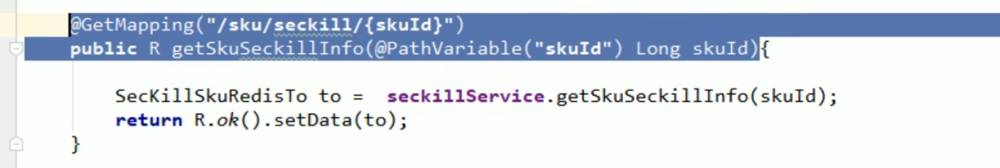 @GetMapping("/sku/seckill/{skuId}")
public R getSkuSeckillInfo(@PathVariable("skuId") Long skuId){
SecKillSkuRedisTo to =  seckillService.getSkuSeckillInfo(skuId);
return R.ok().setData(to);
}